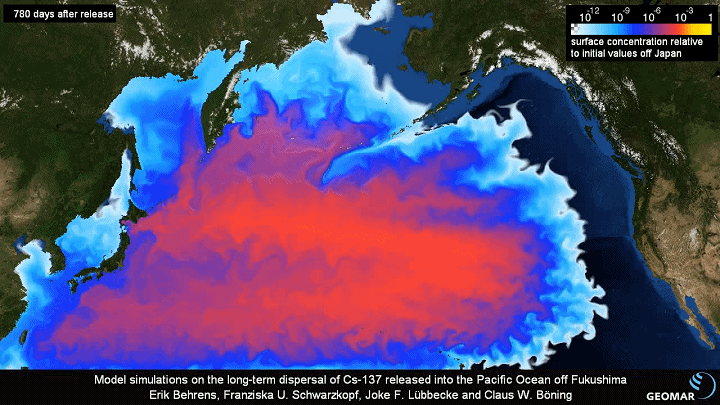 780 days after release
10-12 10-9 10-6 10-3 1
surface concentration relative
to initial values off Japan
Model simulations on the long-term dispersal of Cs-137 released into the Pacific Ocean off Fukushima
Erik Behrens, Franziska U. Schwarzkopf, Joke F. Lübbecke and Claus W. Böning
GEOMAR